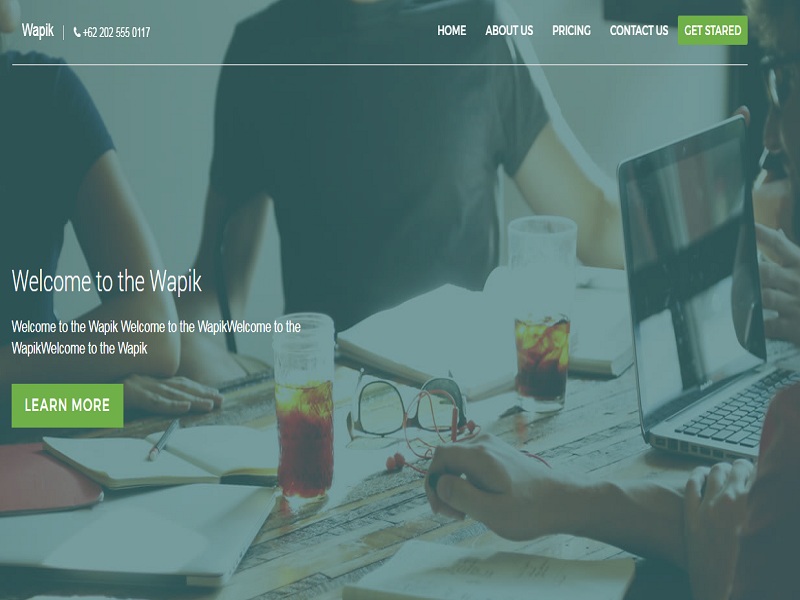 Wapik
+62 202 555 0117
HOME
ABOUT US
PRICING
CONTACT US
GET STARED
Welcome to the Wapik
Welcome to the Wapik Welcome to the WapikWelcome to the
WapikWelcome to the Wapik
LEARN MORE